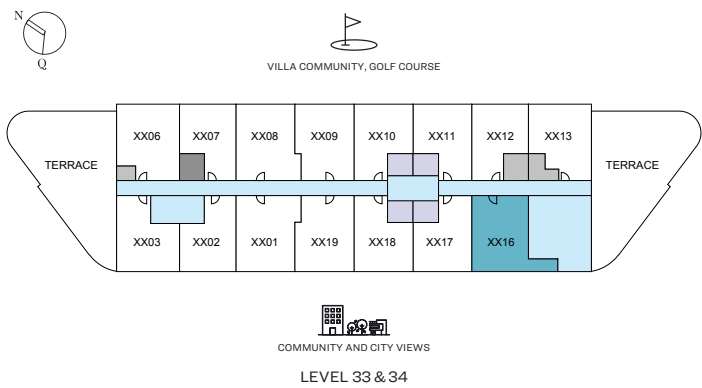 N
Q
VILLA COMMUNITY, GOLF COURSE
XX06 XX07 XX08 XX09 XX10 XX11 XX12 XX13
TERRACE TERRACE
XX03 XX02 XX01 XX19 XX18 XX17 XX16
COMMUNITY AND CITY VIEWS
LEVEL 33 & 34